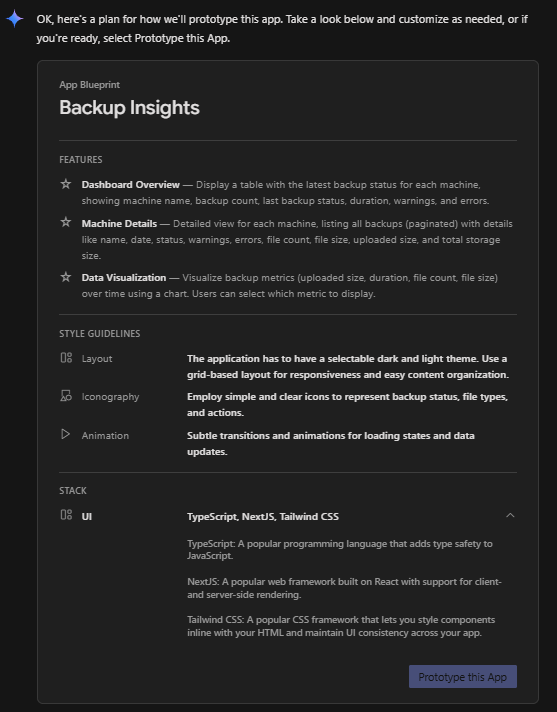 OK, here's a plan for how we'll prototype this app. Take a look below and customize as needed, or if
you're ready, select Prototype this App.
App Blueprint
Backup Insights
FEATURES
Dashboard Overview — Display a table with the latest backup status for each machine,
showing machine name, backup count, last backup status, duration, warnings, and errors.
Machine Details — Detailed view for each machine, listing all backups (paginated) with details
like name, date, status, warnings, errors, file count, file size, uploaded size, and total storage
size.
Data Visualization — Visualize backup metrics (uploaded size, duration, file count, file size)
over time using a chart. Users can select which metric to display.
STYLE GUIDELINES
Layout
The application has to have a selectable dark and light theme. Use a
grid-based layout for responsiveness and easy content organization.
Iconography
Employ simple and clear icons to represent backup status, file types,
and actions.
Animation
Subtle transitions and animations for loading states and data
updates.
STACK
UI
TypeScript, NextJS, Tailwind CSS
TypeScript: A popular programming language that adds type safety to
JavaScript.
NextJS: A popular web framework built on React with support for client-
and server-side rendering.
Tailwind CSS: A popular CSS framework that lets you style components
inline with your HTML and maintain UI consistency across your app.
Prototype this App